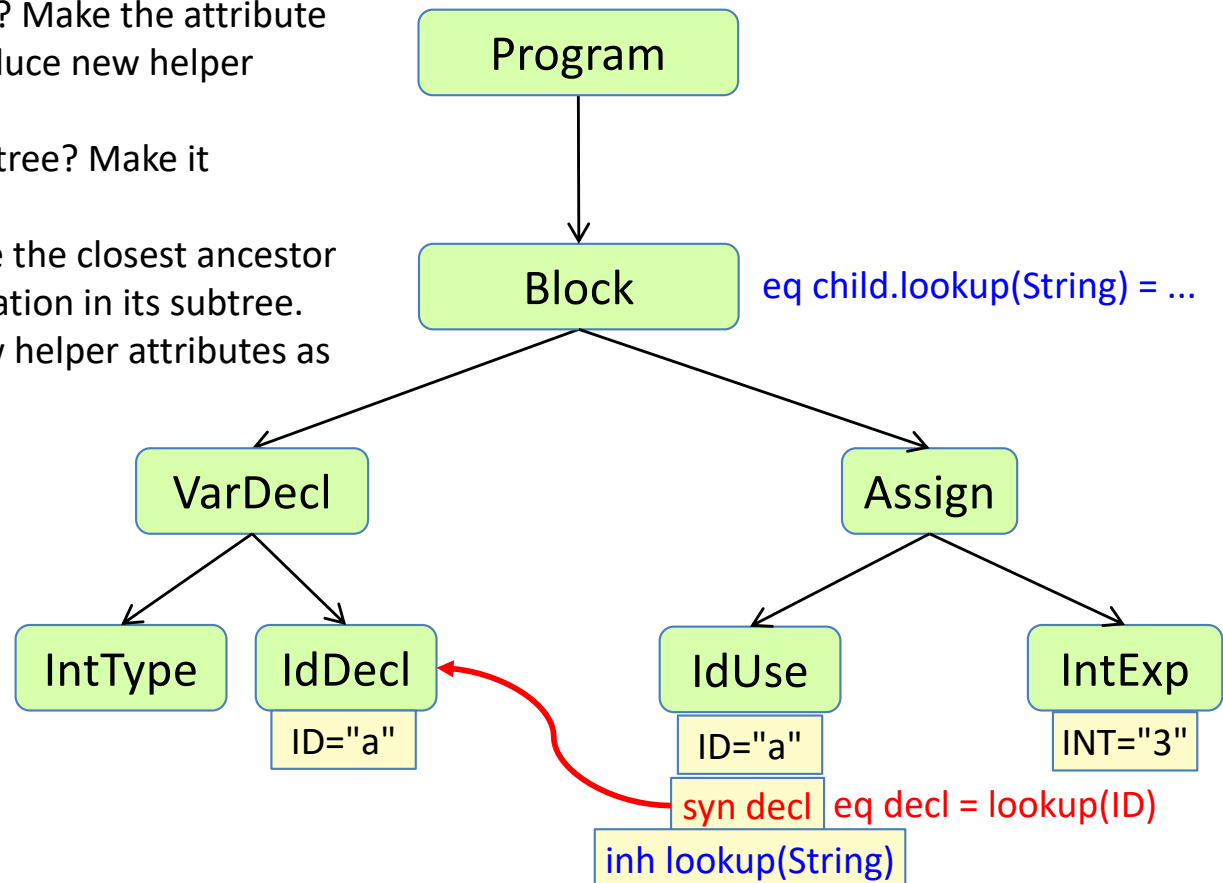 ? Make the attribute
duce new helper
tree? Make it
e the closest ancestor
ation in its subtree.
w helper attributes as
Program
Block
eq child.lookup(String) = ...
VarDecl
Assign
IntType
IdDecl
IdUse
IntExp
ID="a"
ID="a"
INT="3"
syn decl
eq decl = lookup(ID)
inh lookup(String)